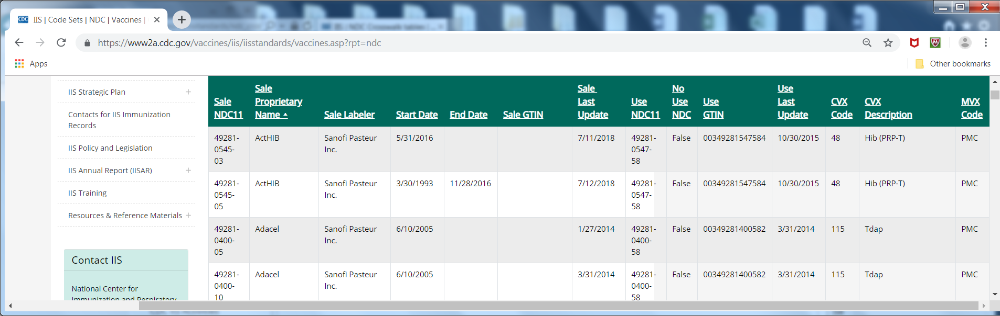 CDC IIS | Code Sets | NDC | Vaccines |
https://www2a.cdc.gov/vaccines/iis/iisstandards/vaccines.asp?rpt=ndc
Apps
Other bookmarks
IIS Strategic Plan
Contacts for IIS Immunization
Records
IIS Policy and Legislation
IIS Annual Report (IISAR)
IIS Training
Resources & Reference Materials
Contact IIS
National Center for
Immunization and Respiratory
Sale NDC11 Sale Proprietary Name Sale Labeler Start Date End Date Sale GTIN Sale Last Update Use NDC11 No Use NDC Use GTIN Use Last Update CVX Code CVX Description MVX Code
49281- ActHIB Sanofi Pasteur 5/31/2016 7/11/2018 49281- False 00349281547584 10/30/2015 48 Hib (PRP-T) PMC
0545- Inc. 0547-
03 58
49281- ActHIB Sanofi Pasteur 3/30/1993 11/28/2016 7/12/2018 49281- False 00349281547584 10/30/2015 48 Hib (PRP-T) PMC
0545- Inc. 0547-
05 58
49281- Adacel Sanofi Pasteur 6/10/2005 1/27/2014 49281- False 00349281400582 3/31/2014 115 Tdap PMC
0400- Inc. 0400-
05 58
49281- Adacel Sanofi Pasteur 6/10/2005 3/31/2014 49281- False 00349281400582 3/31/2014 115 Tdap PMC
0400- Inc. 0400-
10 58